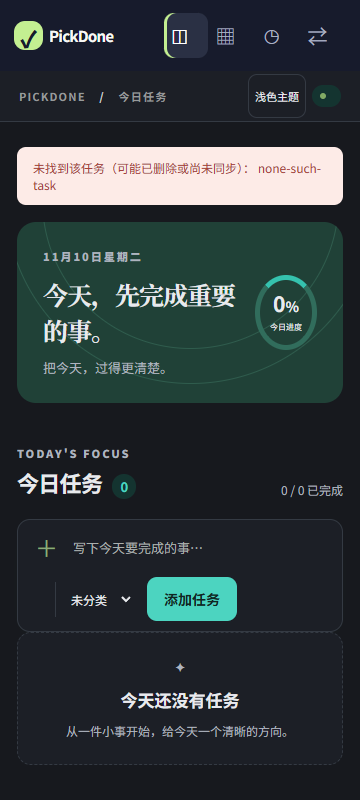 PickDone
PICKDONE / 今日任务
浅色主题
未找到该任务（可能已删除或尚未同步）: none-such-
task
11月10日星期二
今天，先完成重要
的事。
把今天，过得更清楚。
0%
今日进度
TODAY'S FOCUS
今日任务 0
0 / 0 已完成
写下今天要完成的事…
未分类
添加任务
今天还没有任务
从一件小事开始，给今天一个清晰的方向。